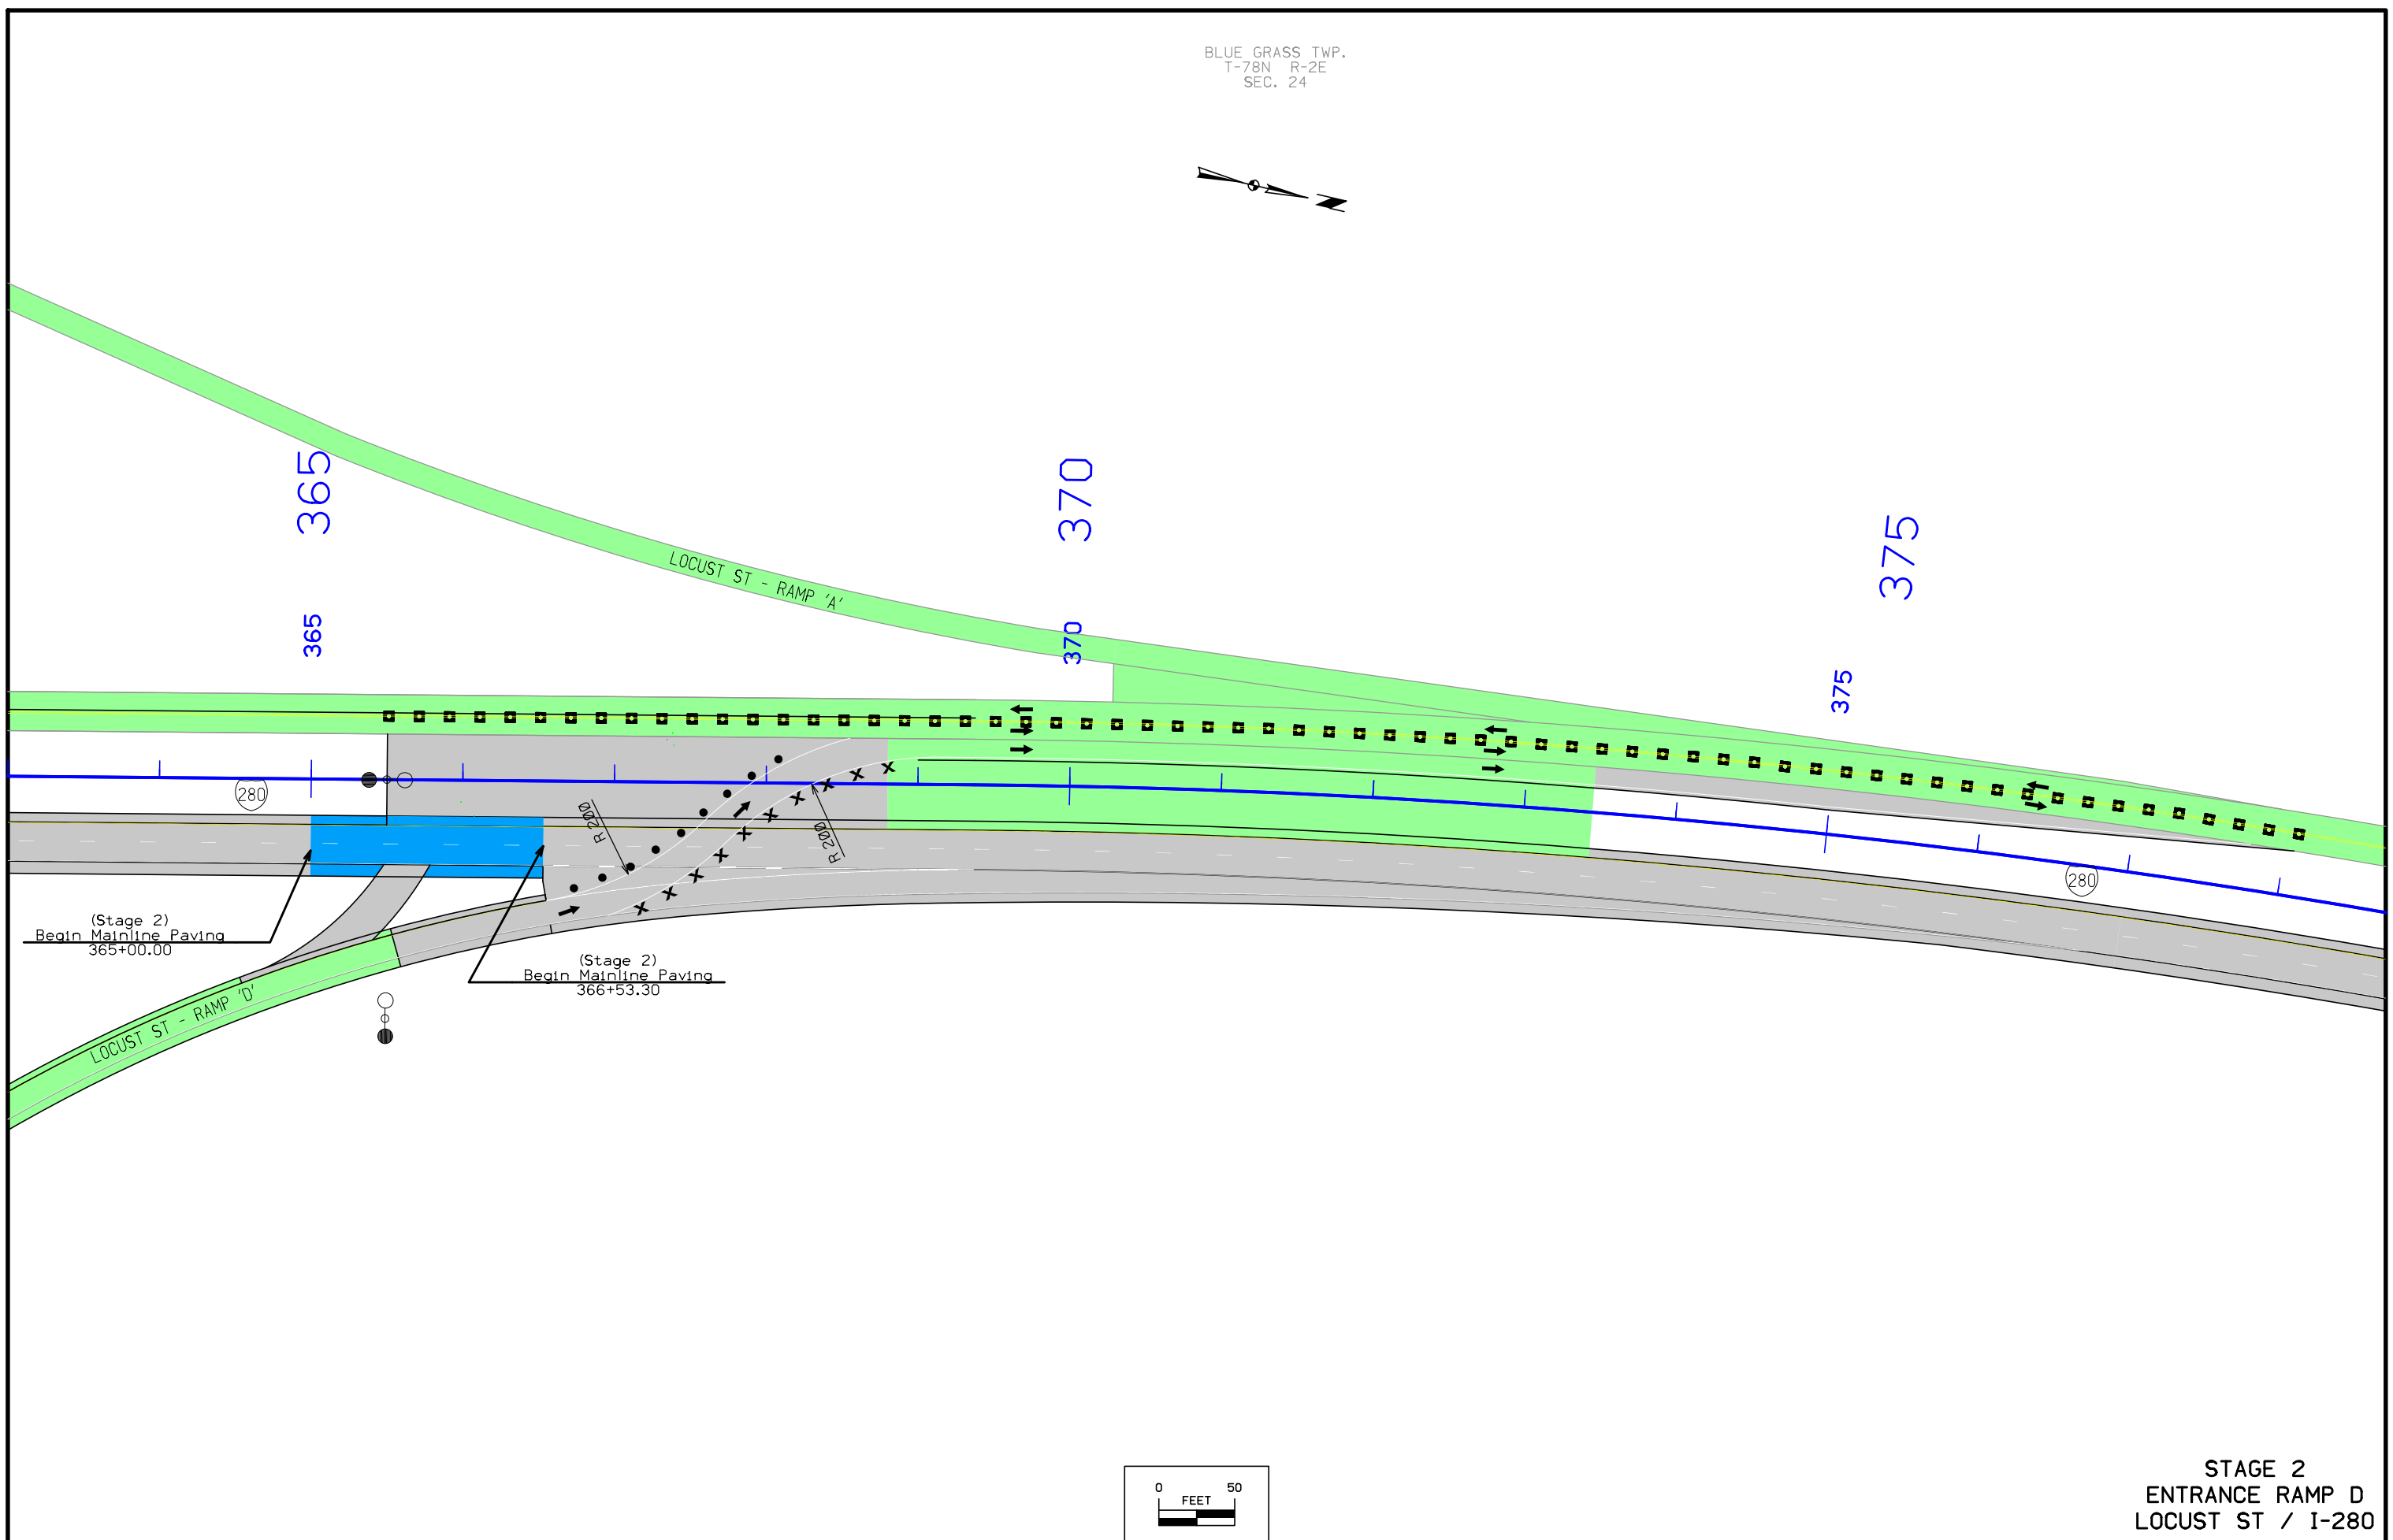 BLUE GRASS TWP.
T-78N R-2E
SEC. 24
N
365
370
375
LOCUST ST - RAMP 'A'
365
370
375
280
R 200
R 200
280
(Stage 2)
Begin Mainline Paving
365+00.00
(Stage 2)
Begin Mainline Paving
366+53.30
LOCUST ST - RAMP 'D'
0 50
FEET
STAGE 2
ENTRANCE RAMP D
LOCUST ST / I-280